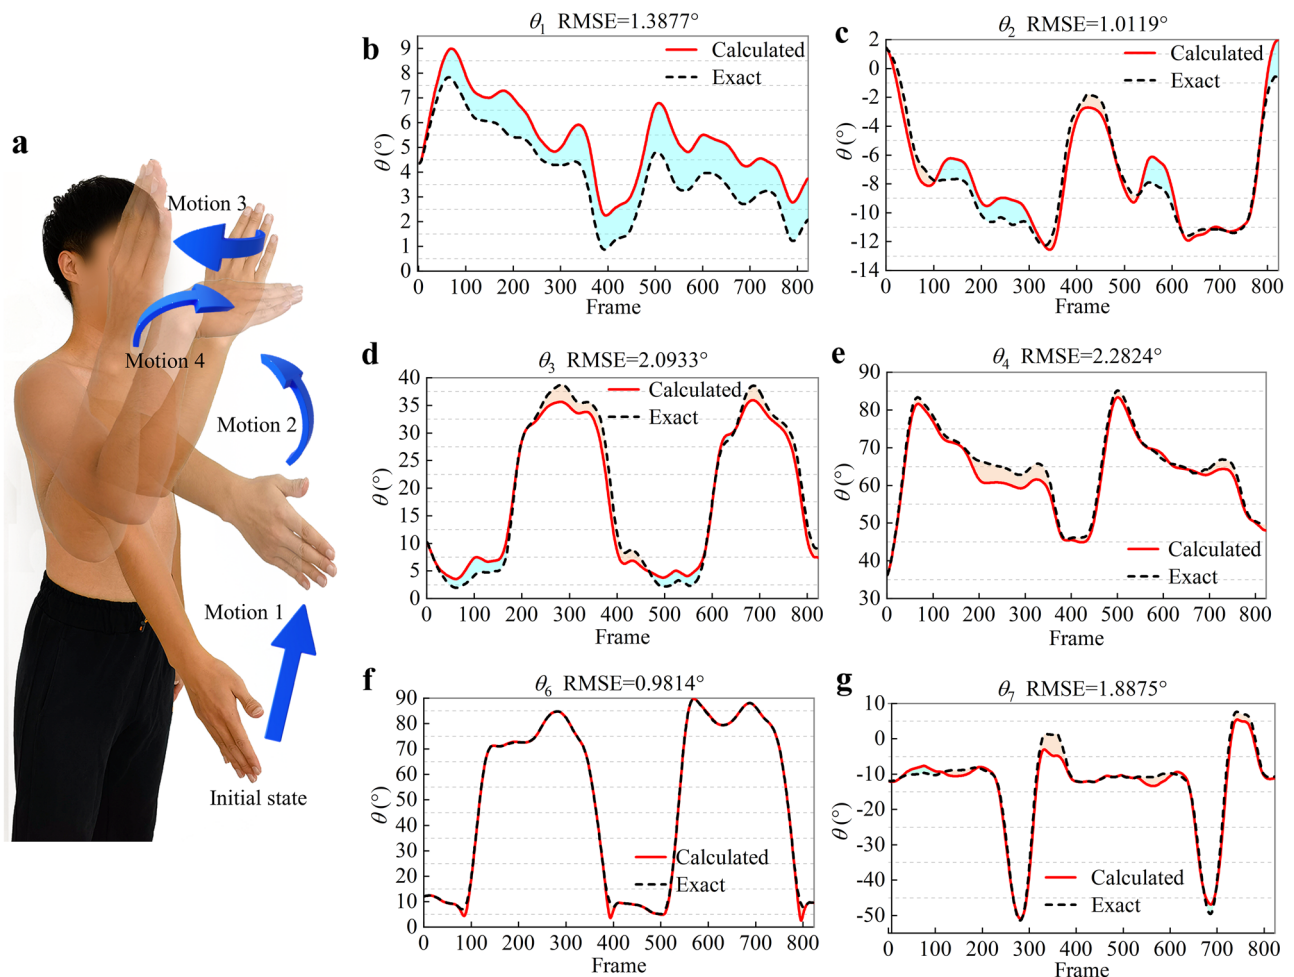 a
Motion 3
Motion 4
Motion 2
Motion 1
Initial state
b
θ1 RMSE=1.3877°
Calculated
Exact
θ (°)
9
8
7
6
5
4
3
2
1
0
0 100 200 300 400 500 600 700 800
Frame
c
θ2 RMSE=1.0119°
Calculated
Exact
θ (°)
2
0
-2
-4
-6
-8
-10
-12
-14
0 100 200 300 400 500 600 700 800
Frame
d
θ3 RMSE=2.0933°
Calculated
Exact
θ (°)
40
35
30
25
20
15
10
5
0
0 100 200 300 400 500 600 700 800
Frame
e
θ4 RMSE=2.2824°
Calculated
Exact
θ (°)
90
80
70
60
50
40
30
0 100 200 300 400 500 600 700 800
Frame
f
θ6 RMSE=0.9814°
Calculated
Exact
θ (°)
90
80
70
60
50
40
30
20
10
0
0 100 200 300 400 500 600 700 800
Frame
g
θ7 RMSE=1.8875°
Calculated
Exact
θ (°)
10
0
-10
-20
-30
-40
-50
0 100 200 300 400 500 600 700 800
Frame